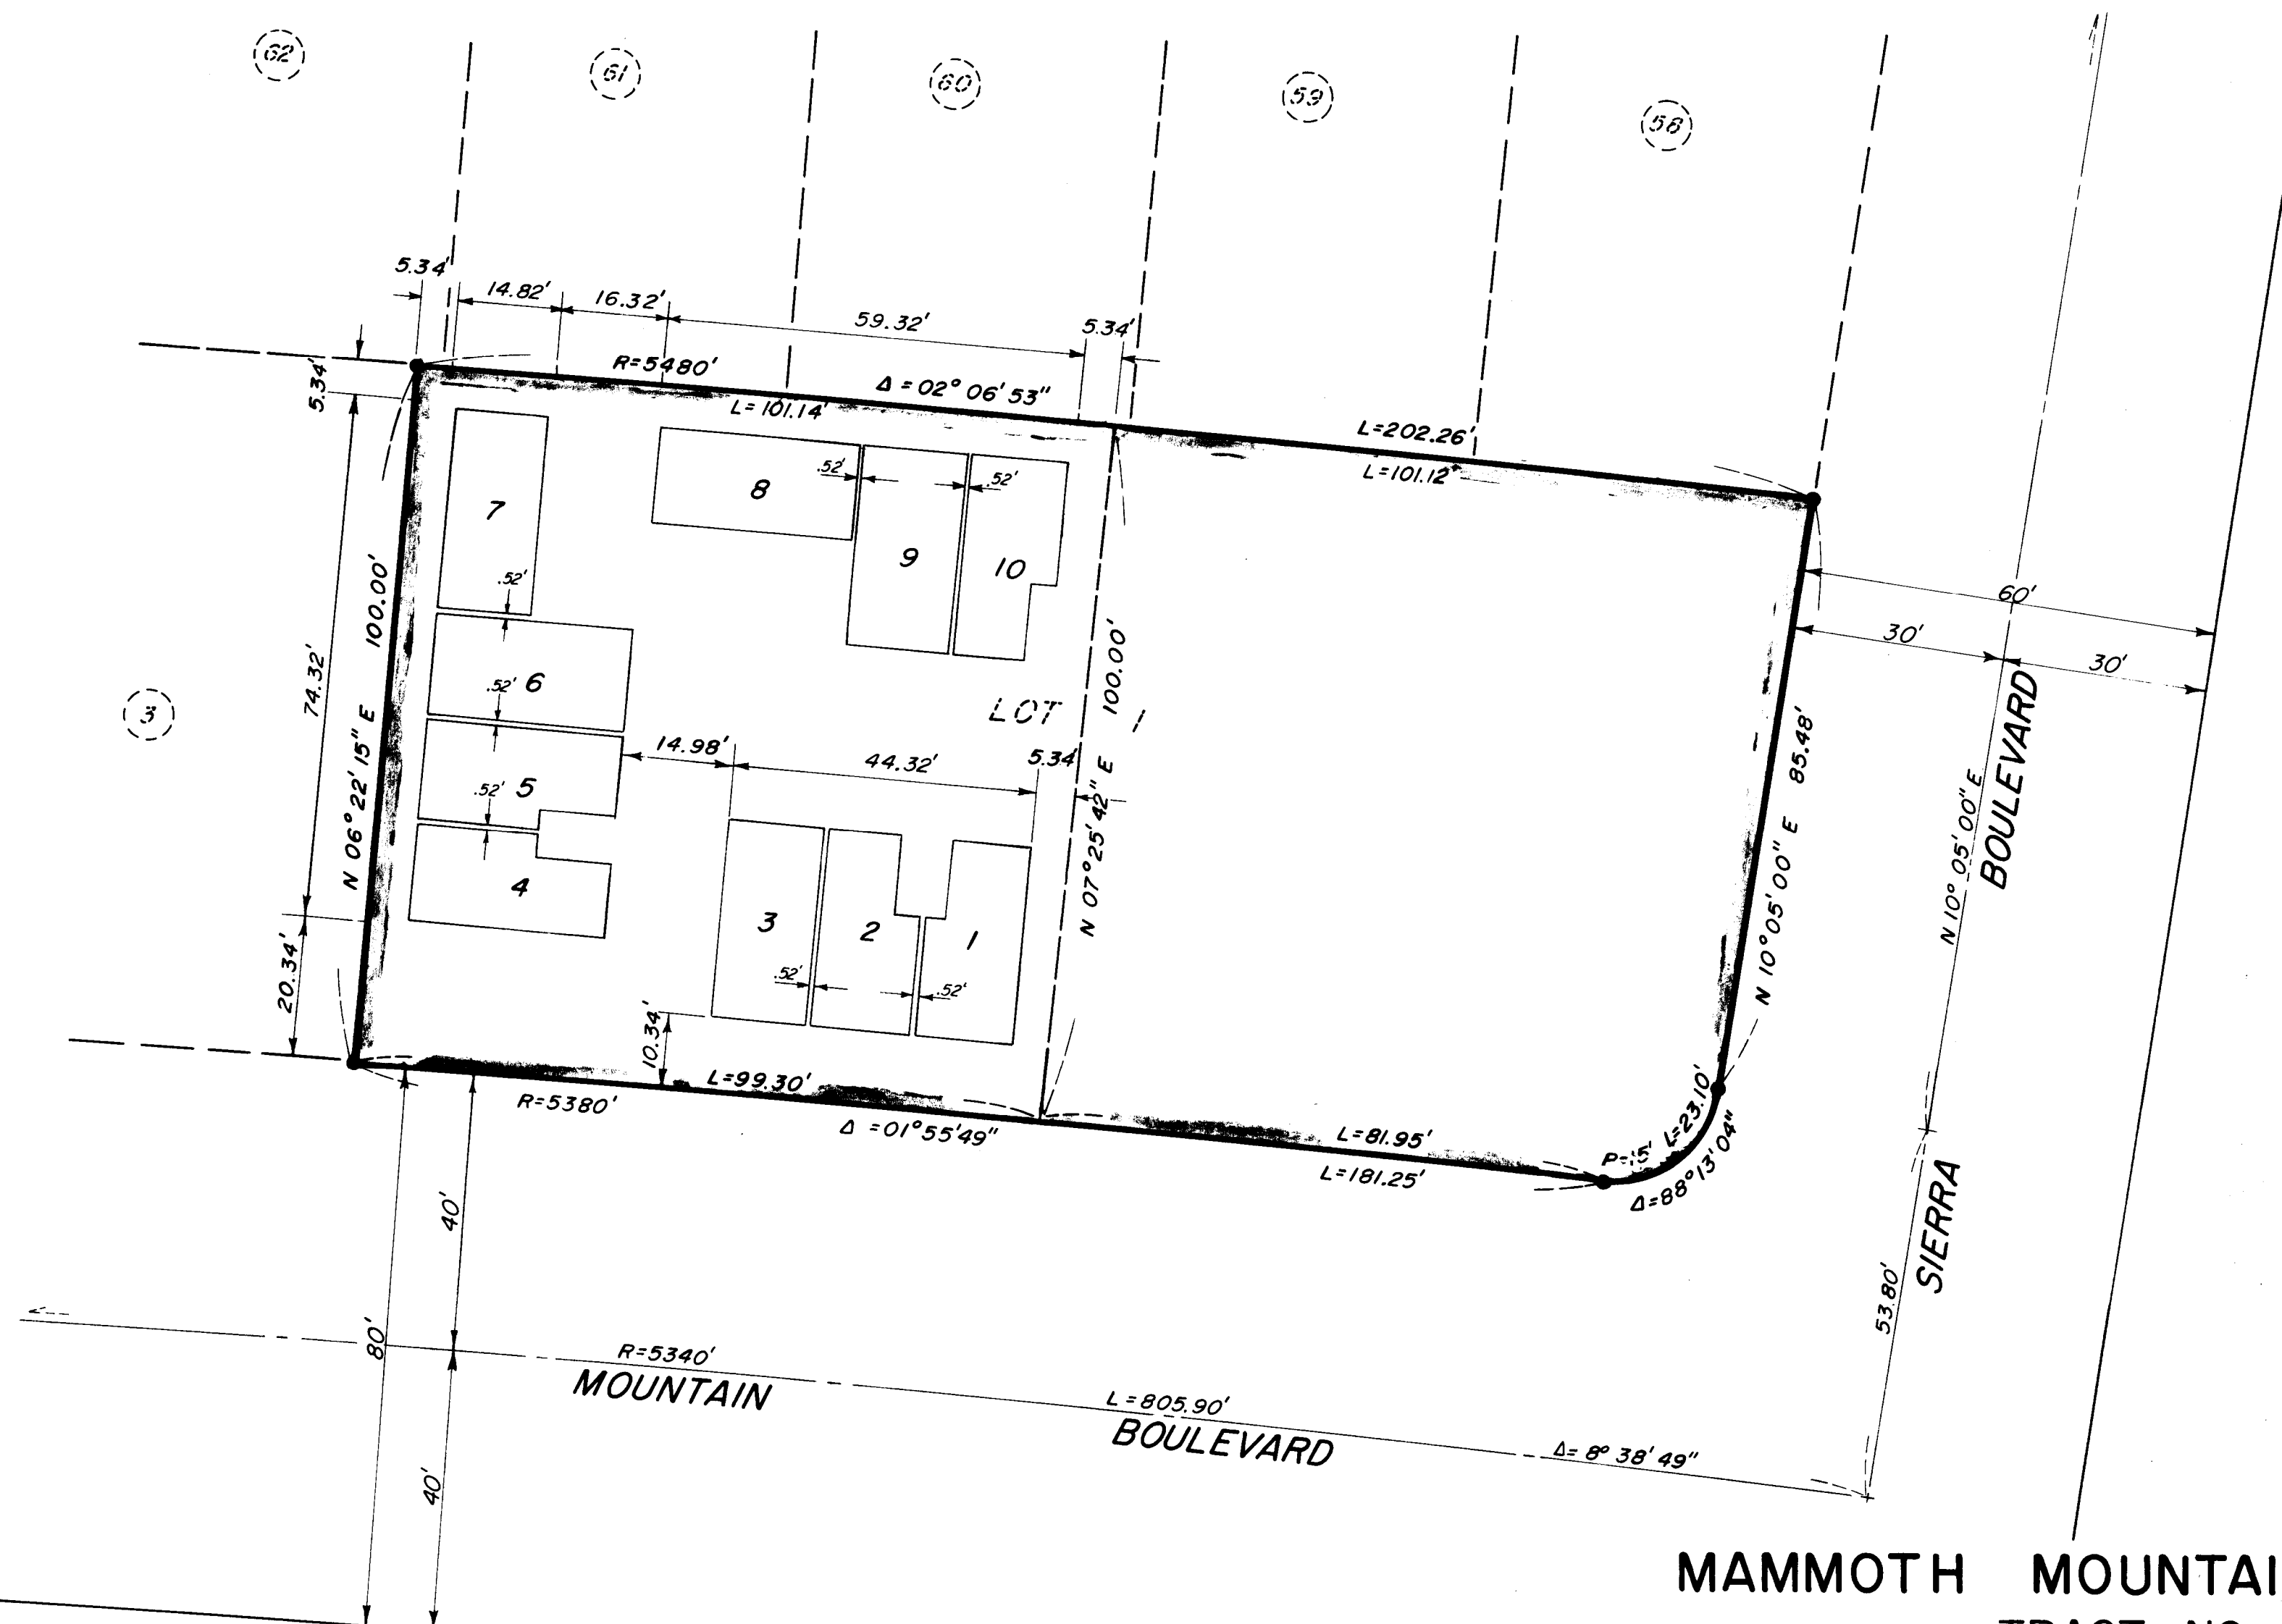 62
61
60
59
58
5.34'
14.82'
16.32'
59.32'
5.34'
5.34'
R=5480'
Δ = 02° 06' 53"
L=101.14'
L=202.26'
L=101.12'
7
8
.52'
9
.52'
10
.52'
6
.52'
5
.52'
4
14.98'
44.32'
5.34'
LOT 1
3
2
1
.52'
.52'
10.34'
3
N 06° 22' 15" E 100.00'
74.32'
20.34'
N 07° 25' 42" E 100.00'
N 10° 05' 00" E 85.48'
60'
30'
30'
N 10° 05' 00" E
SIERRA BOULEVARD
53.80'
L=99.30'
R=5380'
Δ = 01° 55' 49"
L=81.95'
L=181.25'
R=15'
L=23.10'
Δ=88° 13' 04"
40'
80'
40'
R=5340'
MOUNTAIN BOULEVARD
L=805.90'
Δ= 8° 38' 49"
MAMMOTH MOUNTAI
TRACT NO